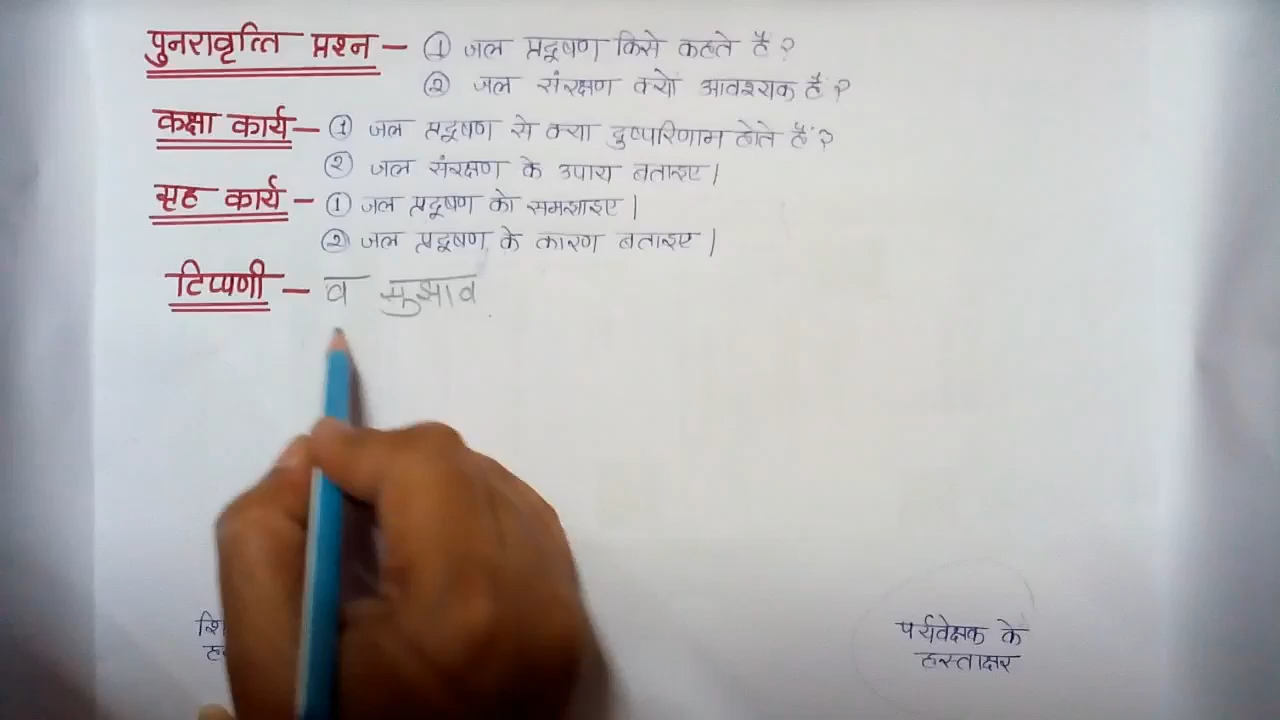 पुनरावृत्ति प्रश्न — ① जल प्रदूषण किसे कहते है ?
② जल संरक्षण क्यो आवश्यक है ?
कक्षा कार्य — ① जल प्रदूषण से क्या दुष्परिणाम होते है ?
② जल संरक्षण के उपाय बताइए।
गृह कार्य — ① जल प्रदूषण को समझाइए।
② जल प्रदूषण के कारण बताइए।
टिप्पणी — व सुझाव
पर्यवेक्षक के
हस्ताक्षर